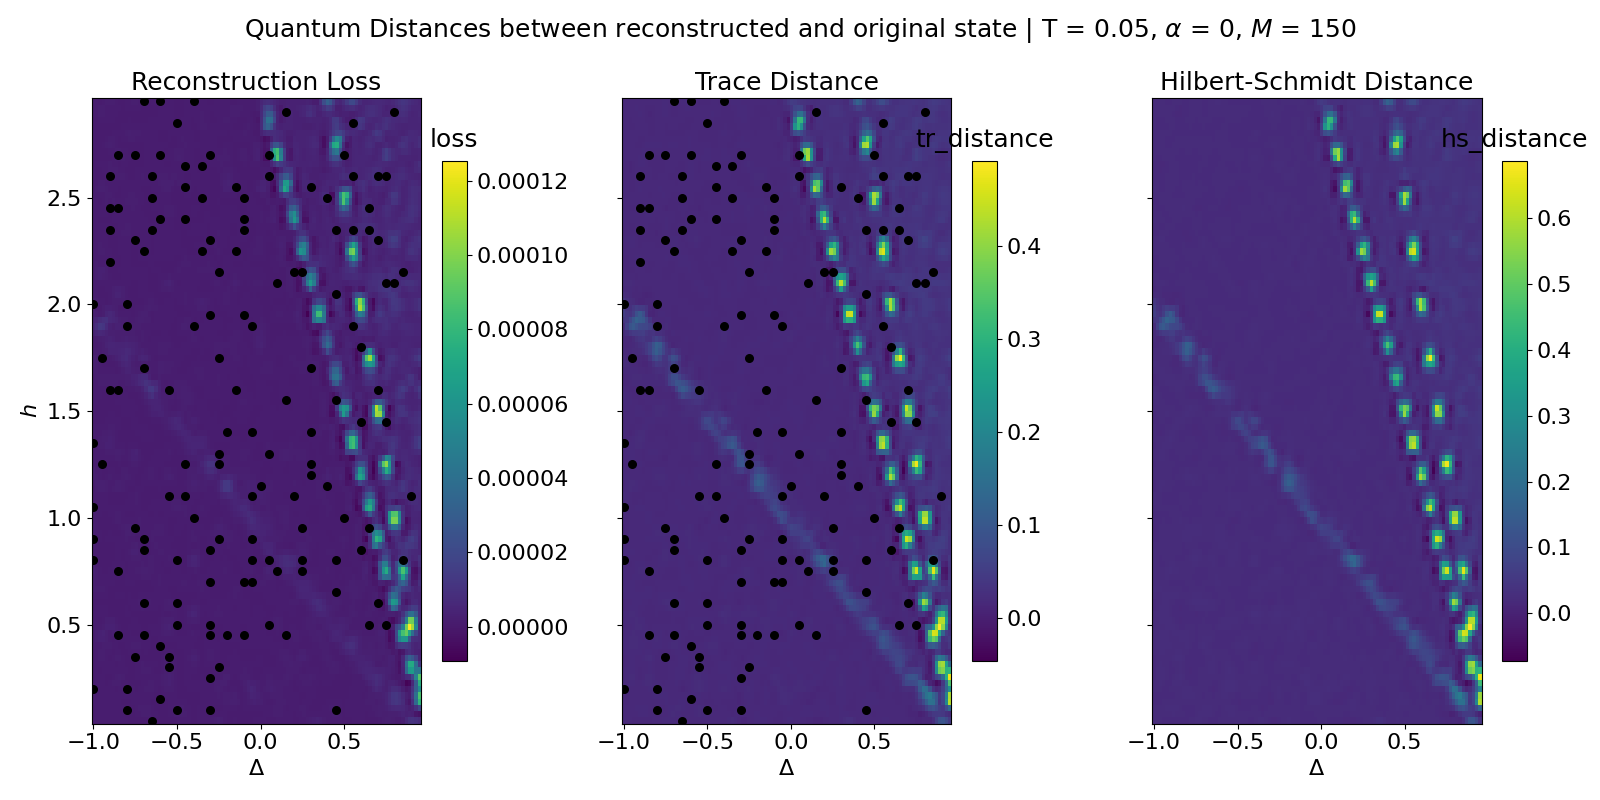 Quantum Distances between reconstructed and original state | T = 0.05, α = 0, M = 150
Reconstruction Loss
Trace Distance
Hilbert-Schmidt Distance
loss
tr_distance
hs_distance
0.00012
0.00010
0.00008
0.00006
0.00004
0.00002
0.00000
0.4
0.3
0.2
0.1
0.0
0.6
0.5
0.4
0.3
0.2
0.1
0.0
h
2.5
2.0
1.5
1.0
0.5
−1.0 −0.5 0.0 0.5
−1.0 −0.5 0.0 0.5
−1.0 −0.5 0.0 0.5
Δ
Δ
Δ